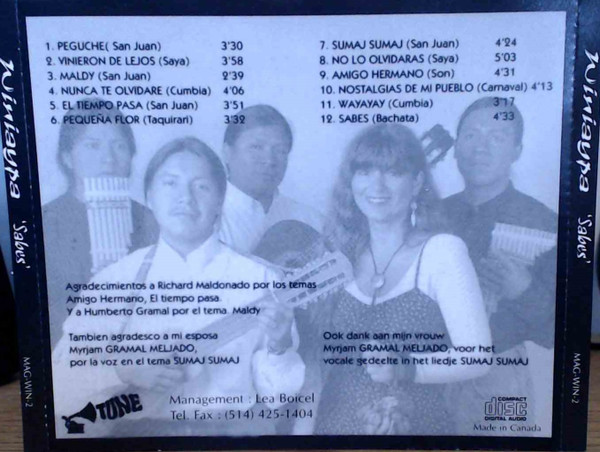 Winiaypa 'Sabes'
MAG-WIN-2
1. PEGUCHE( San Juan) 3'30
2. VINIERON DE LEJOS (Saya) 3'58
3. MALDY (San Juan) 2'39
4. NUNCA TE OLVIDARE (Cumbia) 4'06
5. EL TIEMPO PASA (San Juan) 3'51
6. PEQUEÑA FLOR (Taquirari) 3'32
7. SUMAJ SUMAJ (San Juan) 4'24
8. NO LO OLVIDARAS (Saya) 5'03
9. AMIGO HERMANO (Son) 4'31
10. NOSTALGIAS DE MI PUEBLO (Carnaval) 4'13
11. WAYAYAY (Cumbia) 3'17
12. SABES (Bachata) 4'33
Agradecimientos a Richard Maldonado por los temas
Amigo Hermano, El tiempo pasa.
Y a Humberto Gramal por el tema. Maldy
Tambien agradesco a mi esposa
Myrjam GRAMAL MELJADO,
por la voz en el tema SUMAJ SUMAJ
Ook dank aan mijn vrouw
Myrjam GRAMAL MELJADO, voor het
vocale gedeelte in het liedje SUMAJ SUMAJ
TONE
Management : Lea Boicel
Tel. Fax : (514) 425-1404
COMPACT
disc
DIGITAL AUDIO
Made in Canada
Winiaypa 'Sabes'
MAG-WIN-2